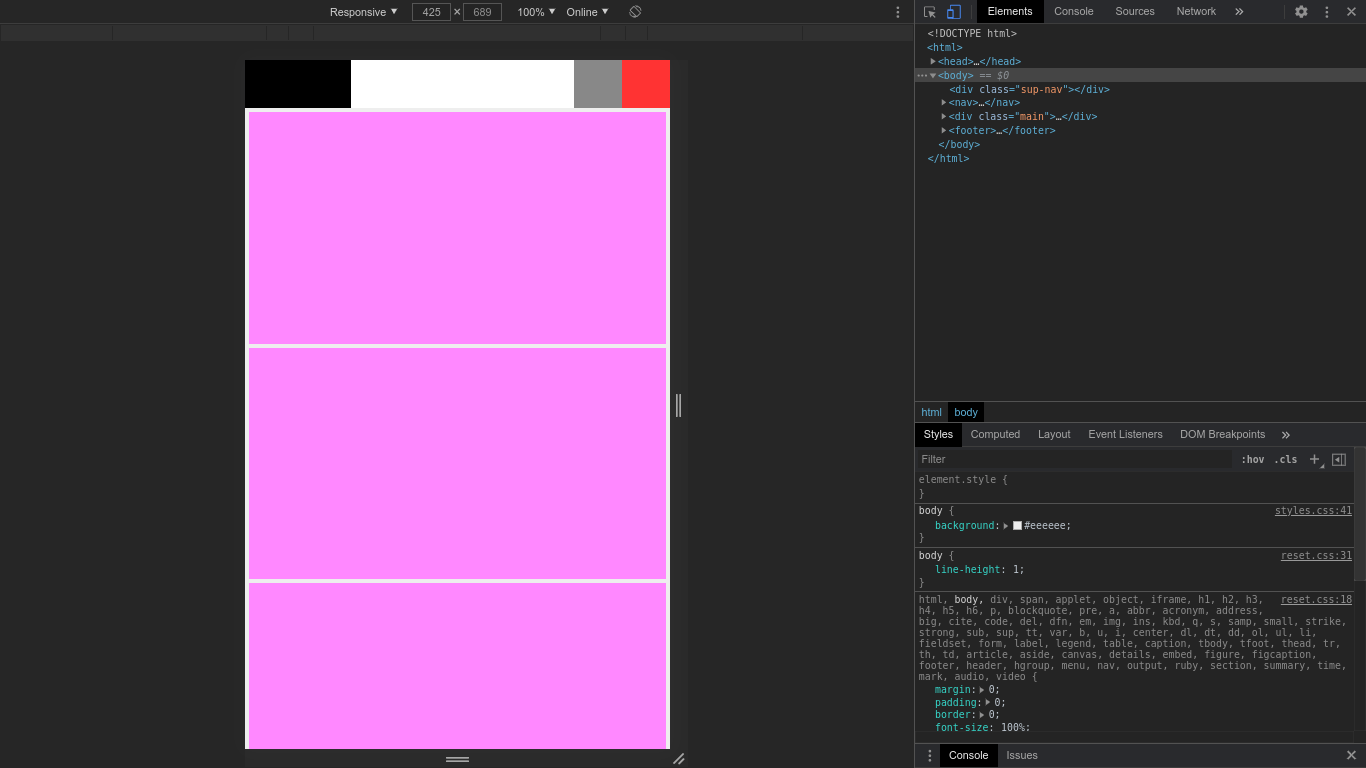 Responsive ▼ 425 × 689 100% ▼ Online ▼
Elements Console Sources Network »
<!DOCTYPE html>
<html>
▶<head>…</head>
…▼<body> == $0
<div class="sup-nav"></div>
▶<nav>…</nav>
▶<div class="main">…</div>
▶<footer>…</footer>
</body>
</html>
html body
Styles Computed Layout Event Listeners DOM Breakpoints »
Filter :hov .cls +
element.style {
}
body { styles.css:41
background: ▶ #eeeeee;
}
body { reset.css:31
line-height: 1;
}
html, body, div, span, applet, object, iframe, h1, h2, h3, reset.css:18
h4, h5, h6, p, blockquote, pre, a, abbr, acronym, address,
big, cite, code, del, dfn, em, img, ins, kbd, q, s, samp, small, strike,
strong, sub, sup, tt, var, b, u, i, center, dl, dt, dd, ol, ul, li,
fieldset, form, label, legend, table, caption, tbody, tfoot, thead, tr,
th, td, article, aside, canvas, details, embed, figure, figcaption,
footer, header, hgroup, menu, nav, output, ruby, section, summary, time,
mark, audio, video {
margin: ▶ 0;
padding: ▶ 0;
border: ▶ 0;
font-size: 100%;
Console Issues